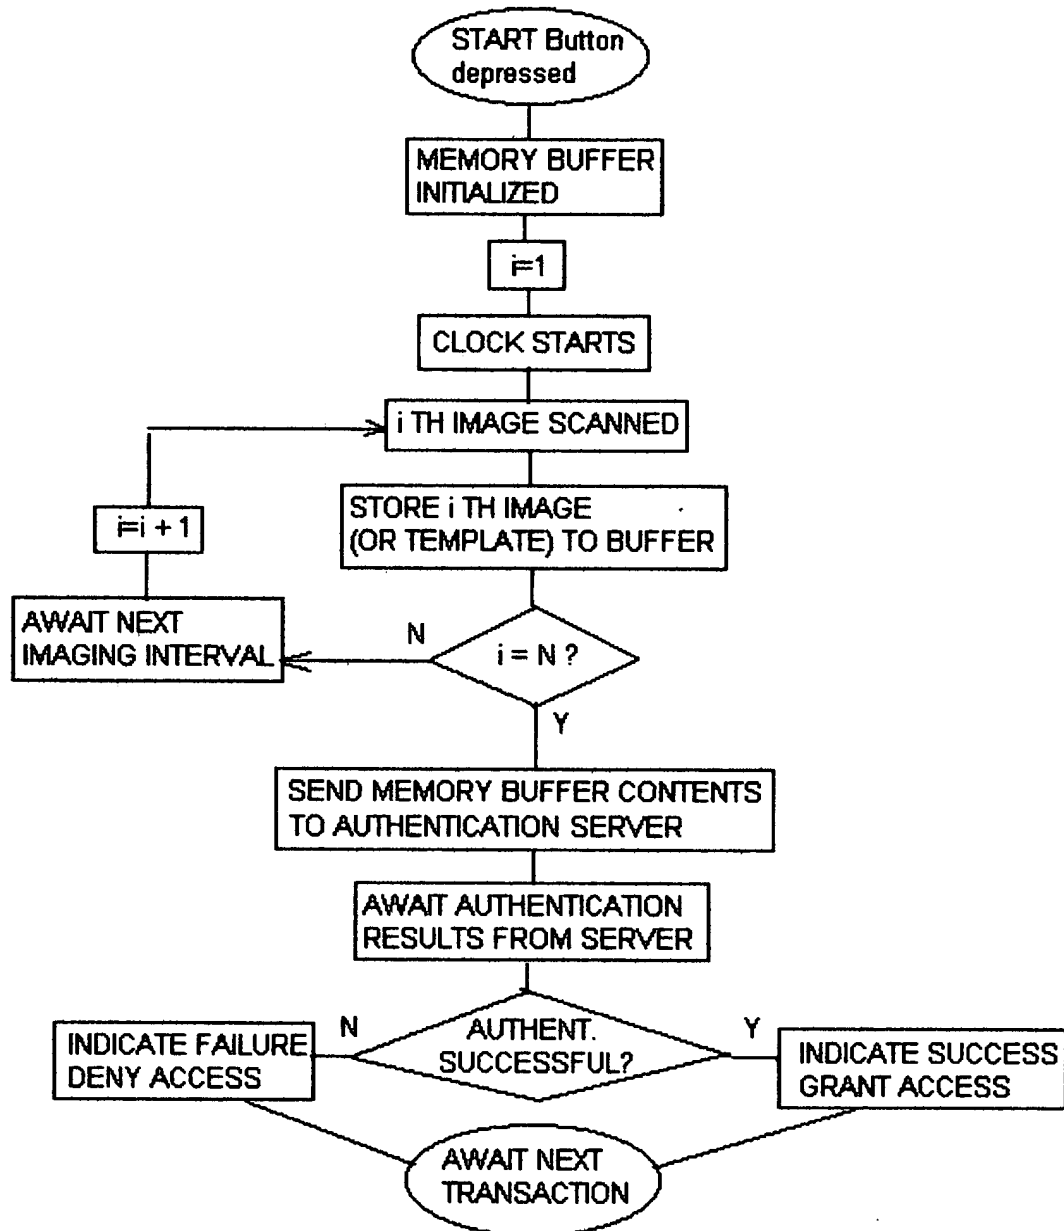 START Button
depressed
MEMORY BUFFER
INITIALIZED
i=1
CLOCK STARTS
i TH IMAGE SCANNED
STORE i TH IMAGE
(OR TEMPLATE) TO BUFFER
i=i + 1
AWAIT NEXT
IMAGING INTERVAL
N
i = N ?
Y
SEND MEMORY BUFFER CONTENTS
TO AUTHENTICATION SERVER
AWAIT AUTHENTICATION
RESULTS FROM SERVER
N
AUTHENT.
SUCCESSFUL?
Y
INDICATE FAILURE
DENY ACCESS
INDICATE SUCCESS
GRANT ACCESS
AWAIT NEXT
TRANSACTION